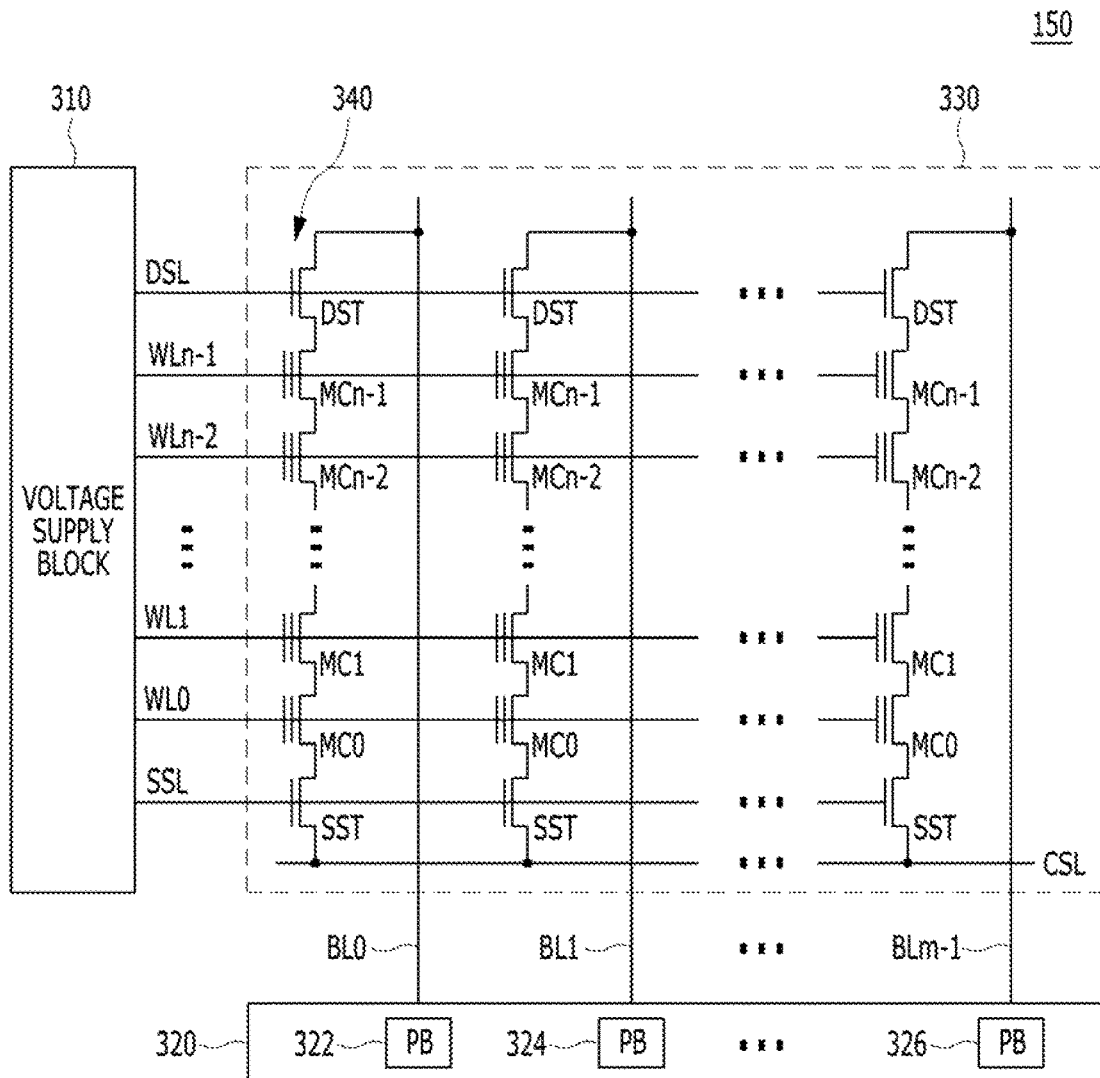 150
310
340
330
DSL
DST DST DST
WLn-1
MCn-1 MCn-1 MCn-1
WLn-2
MCn-2 MCn-2 MCn-2
VOLTAGE
SUPPLY
BLOCK
WL1
MC1 MC1 MC1
WL0
MC0 MC0 MC0
SSL
SST SST SST
CSL
BL0 BL1 BLm-1
320 322 PB 324 PB 326 PB